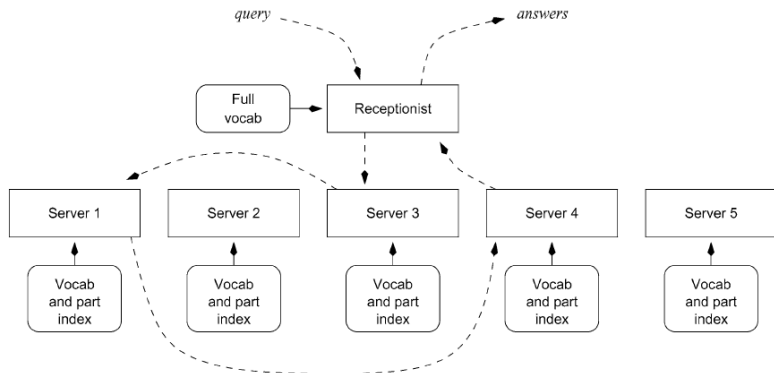 query
answers
Full
vocab
Receptionist
Server 1
Server 2
Server 3
Server 4
Server 5
Vocab
and part
index
Vocab
and part
index
Vocab
and part
index
Vocab
and part
index
Vocab
and part
index